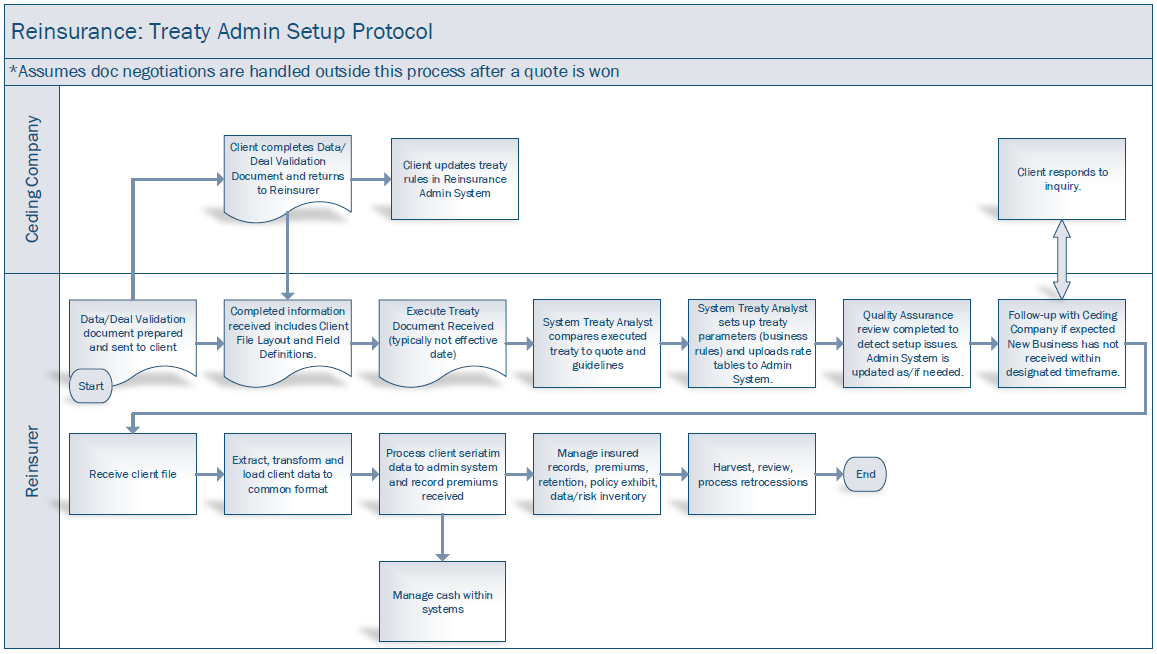 Reinsurance: Treaty Admin Setup Protocol
*Assumes doc negotiations are handled outside this process after a quote is won
Ceding Company
Client completes Data/
Deal Validation
Document and returns
to Reinsurer
Client updates treaty
rules in Reinsurance
Admin System
Client responds to
inquiry.
Reinsurer
Data/Deal Validation
document prepared
and sent to client
Start
Completed information
received includes Client
File Layout and Field
Definitions.
Execute Treaty
Document Received
(typically not effective
date)
System Treaty Analyst
compares executed
treaty to quote and
guidelines
System Treaty Analyst
sets up treaty
parameters (business
rules) and uploads rate
tables to Admin
System.
Quality Assurance
review completed to
detect setup issues.
Admin System is
updated as/if needed.
Follow-up with Ceding
Company if expected
New Business has not
received within
designated timeframe.
Receive client file
Extract, transform and
load client data to
common format
Process client seriatim
data to admin system
and record premiums
received
Manage insured
records, premiums,
retention, policy exhibit,
data/risk inventory
Harvest, review,
process retrocessions
End
Manage cash within
systems